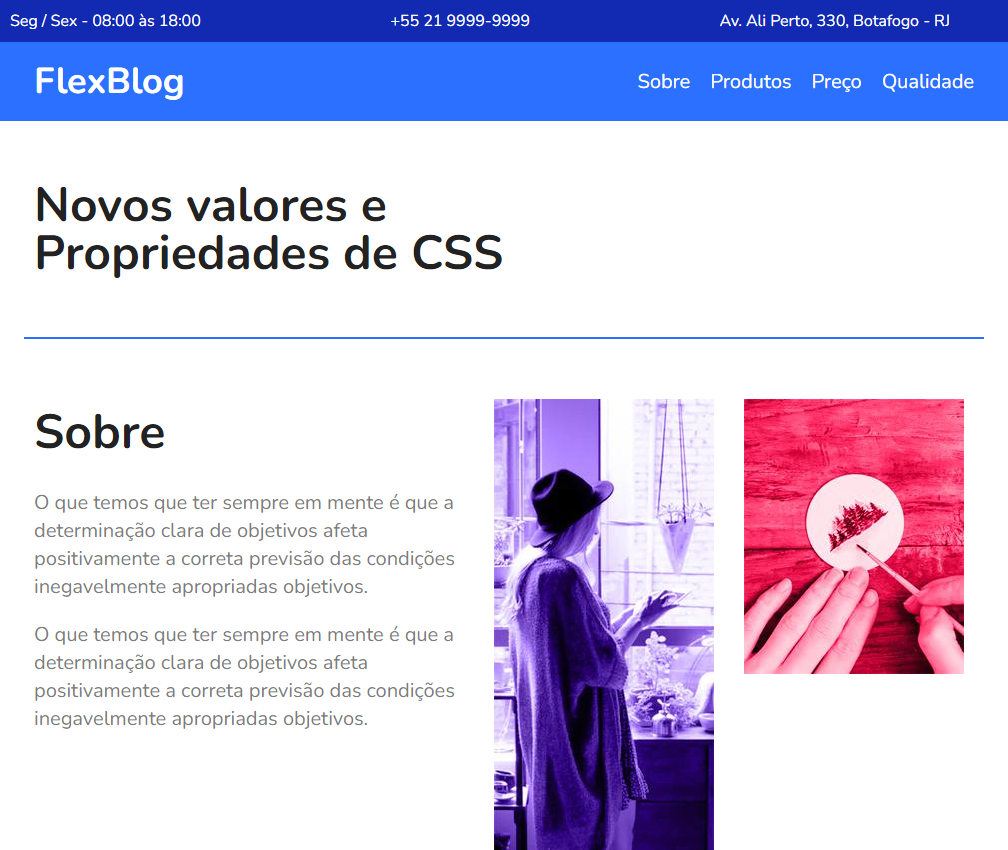 Seg / Sex - 08:00 às 18:00
+55 21 9999-9999
Av. Ali Perto, 330, Botafogo - RJ
FlexBlog
Sobre Produtos Preço Qualidade
Novos valores e
Propriedades de CSS
Sobre
O que temos que ter sempre em mente é que a
determinação clara de objetivos afeta
positivamente a correta previsão das condições
inegavelmente apropriadas objetivos.
O que temos que ter sempre em mente é que a
determinação clara de objetivos afeta
positivamente a correta previsão das condições
inegavelmente apropriadas objetivos.